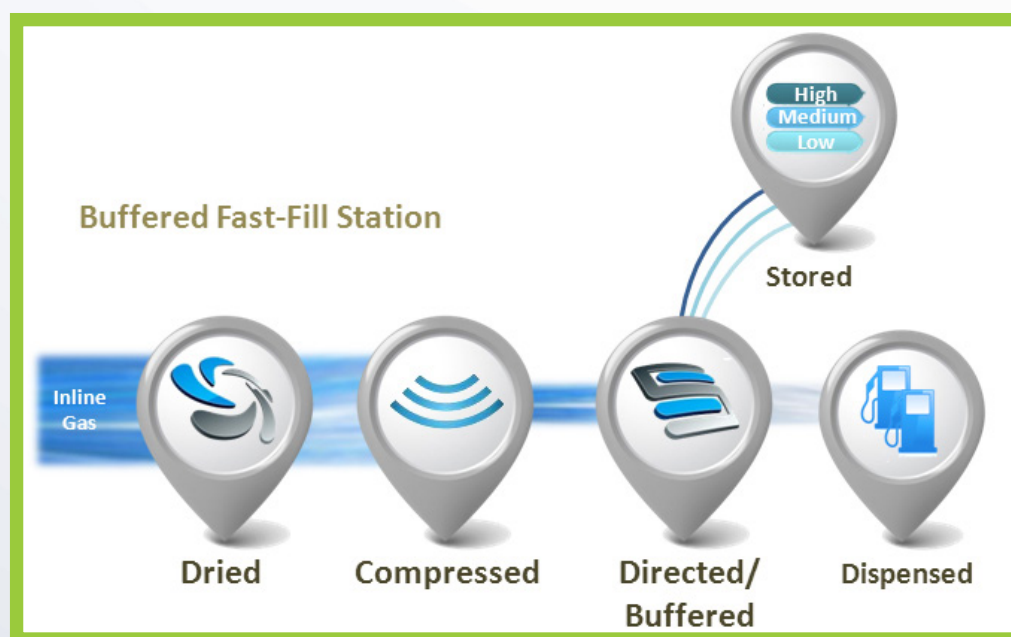 High
Medium
Low
Buffered Fast-Fill Station
Stored
Inline
Gas
Dried
Compressed
Directed/
Buffered
Dispensed